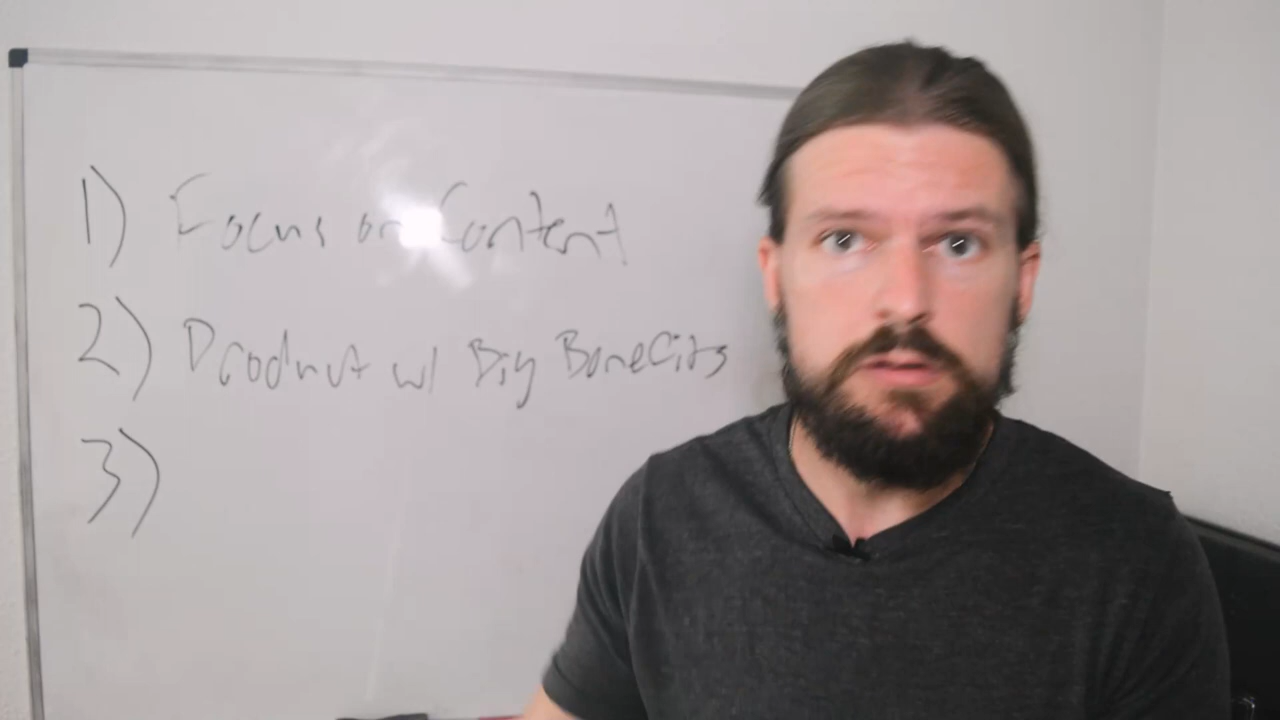 1) Focus on Content
2) Product w/ Big Benefits
3)